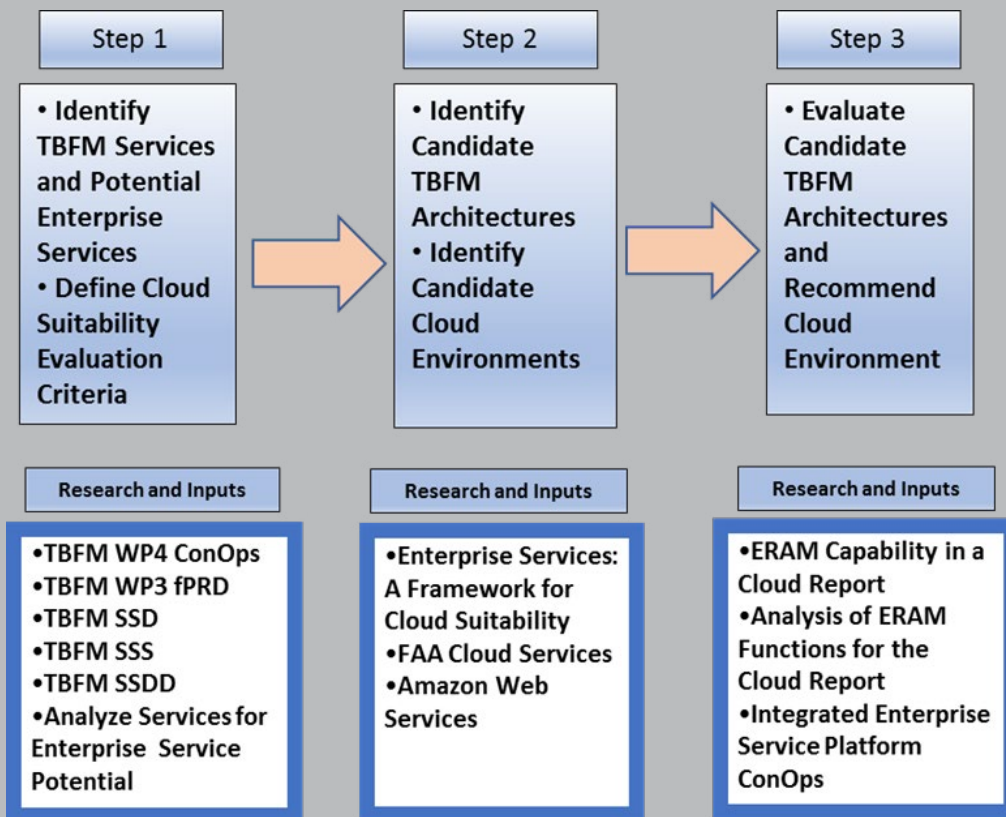 Step 1
• Identify
TBFM Services
and Potential
Enterprise
Services
• Define Cloud
Suitability
Evaluation
Criteria
Step 2
• Identify
Candidate
TBFM
Architectures
• Identify
Candidate
Cloud
Environments
Step 3
• Evaluate
Candidate
TBFM
Architectures
and
Recommend
Cloud
Environment
Research and Inputs
•TBFM WP4 ConOps
•TBFM WP3 fPRD
•TBFM SSD
•TBFM SSS
•TBFM SSDD
•Analyze Services for
Enterprise Service
Potential
Research and Inputs
•Enterprise Services:
A Framework for
Cloud Suitability
•FAA Cloud Services
•Amazon Web
Services
Research and Inputs
•ERAM Capability in a
Cloud Report
•Analysis of ERAM
Functions for the
Cloud Report
•Integrated Enterprise
Service Platform
ConOps